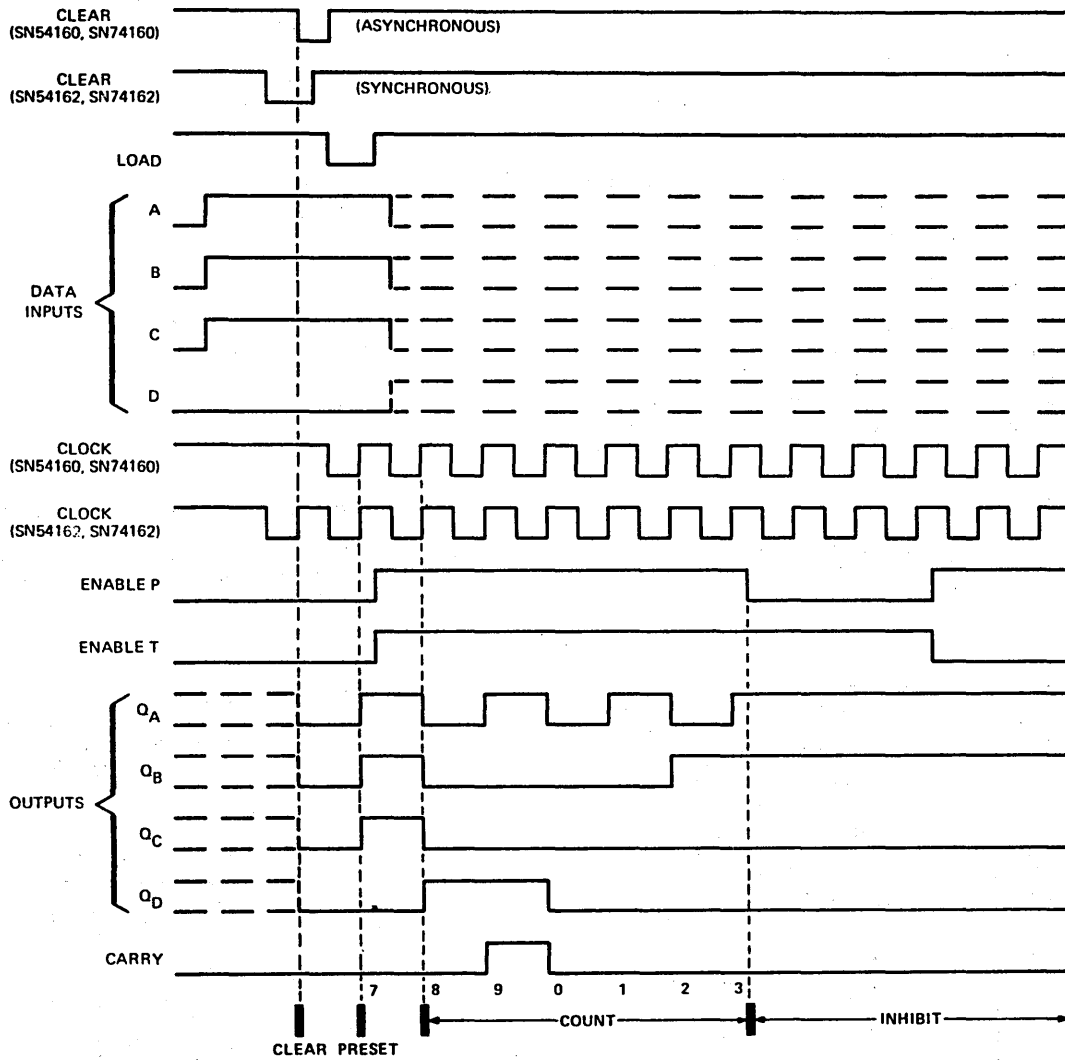 CLEAR
(SN54160, SN74160)
(ASYNCHRONOUS)
CLEAR
(SN54162, SN74162)
(SYNCHRONOUS)
LOAD
DATA
INPUTS
A
B
C
D
CLOCK
(SN54160, SN74160)
CLOCK
(SN54162, SN74162)
ENABLE P
ENABLE T
OUTPUTS
QA
QB
QC
QD
CARRY
7 8 9 0 1 2 3
COUNT
INHIBIT
CLEAR PRESET